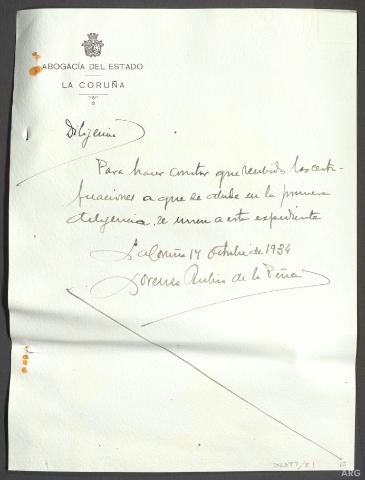 ABOGACÍA DEL ESTADO
LA CORUÑA
Diligencia
Para hacer constar que recibidas las certi-
ficaciones a que se alude en la primera
diligencia, se unen a este expediente
La Coruña 17 octubre de 1934
Lorenzo Rubio de la Peña
ARG